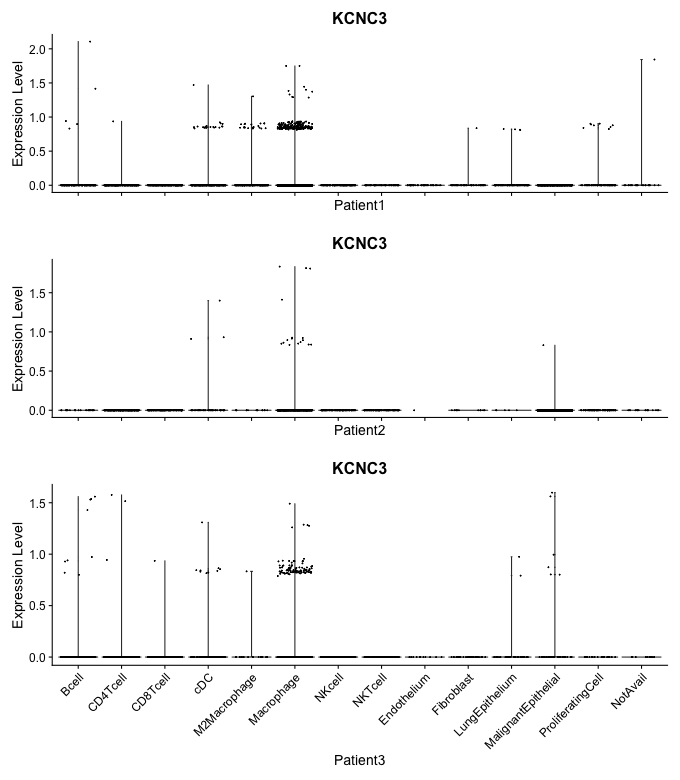 KCNC3
Expression Level
2.0
1.5
1.0
0.5
0.0
Patient1
KCNC3
Expression Level
1.5
1.0
0.5
0.0
Patient2
KCNC3
Expression Level
1.5
1.0
0.5
0.0
Bcell
CD4Tcell
CD8Tcell
cDC
M2Macrophage
Macrophage
NKcell
NKTcell
Endothelium
Fibroblast
LungEpithelium
MalignantEpithelial
ProliferatingCell
NotAvail
Patient3